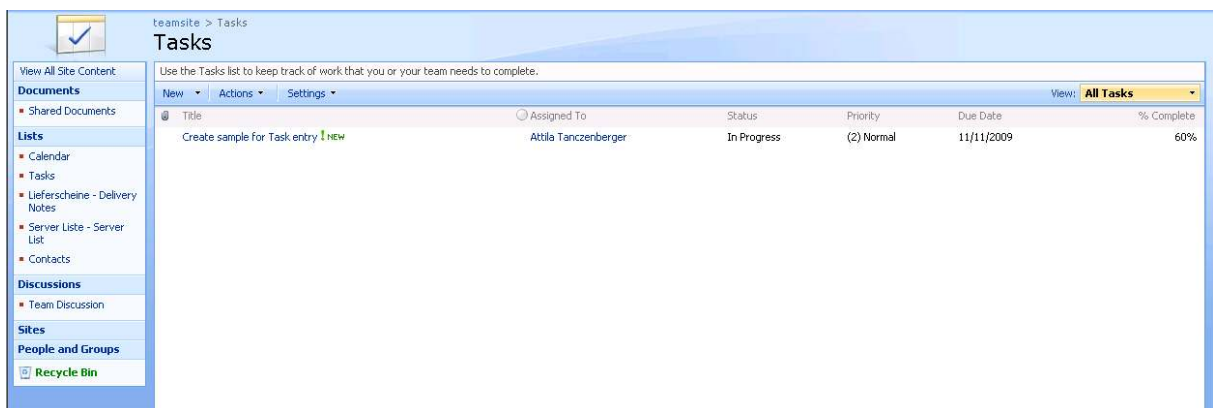 teamsite > Tasks
Tasks
View All Site Content
Use the Tasks list to keep track of work that you or your team needs to complete.
Documents
New Actions Settings View: All Tasks
Shared Documents
Title Assigned To Status Priority Due Date % Complete
Lists
Create sample for Task entry ! NEW Attila Tanczenberger In Progress (2) Normal 11/11/2009 60%
Calendar
Tasks
Lieferscheine - Delivery
Notes
Server Liste - Server
List
Contacts
Discussions
Team Discussion
Sites
People and Groups
Recycle Bin